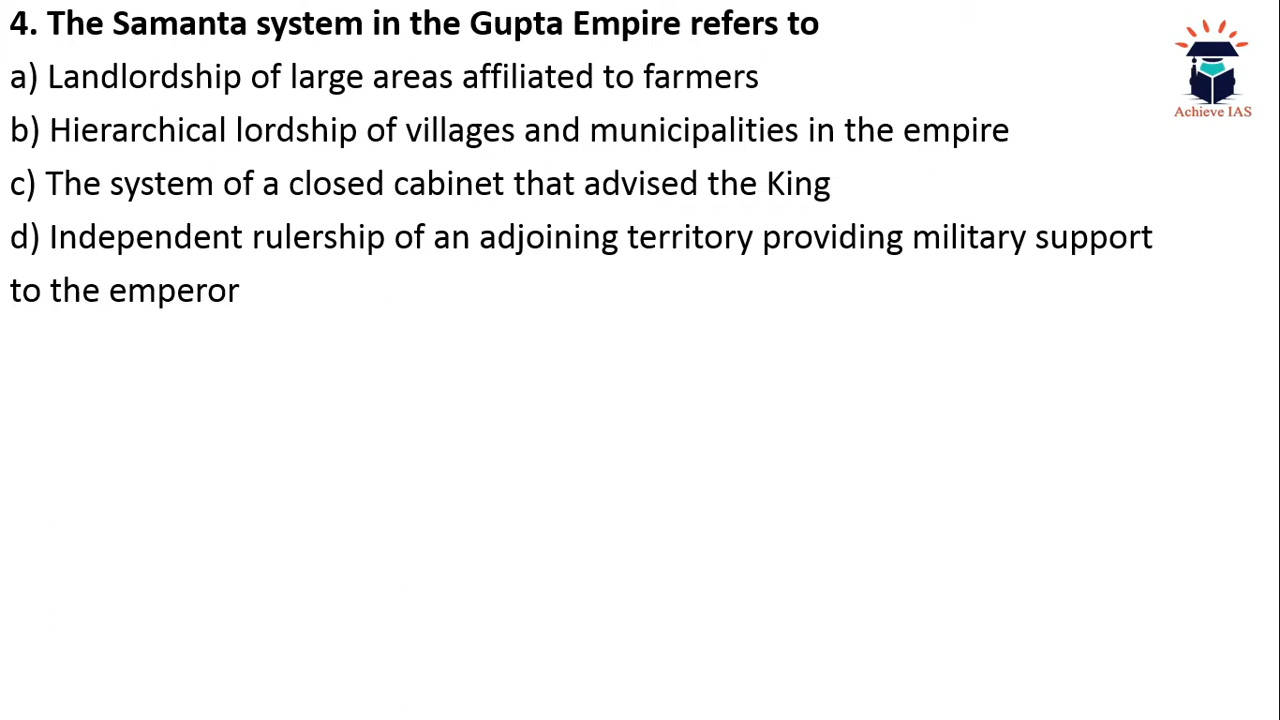 4. The Samanta system in the Gupta Empire refers to
a) Landlordship of large areas affiliated to farmers
b) Hierarchical lordship of villages and municipalities in the empire
c) The system of a closed cabinet that advised the King
d) Independent rulership of an adjoining territory providing military support
to the emperor
Achieve IAS